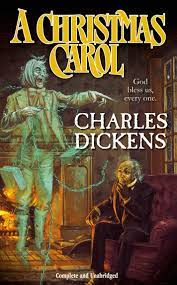 A CHRISTMAS
CAROL
God
bless us,
every one.
CHARLES
DICKENS
Complete and Unabridged